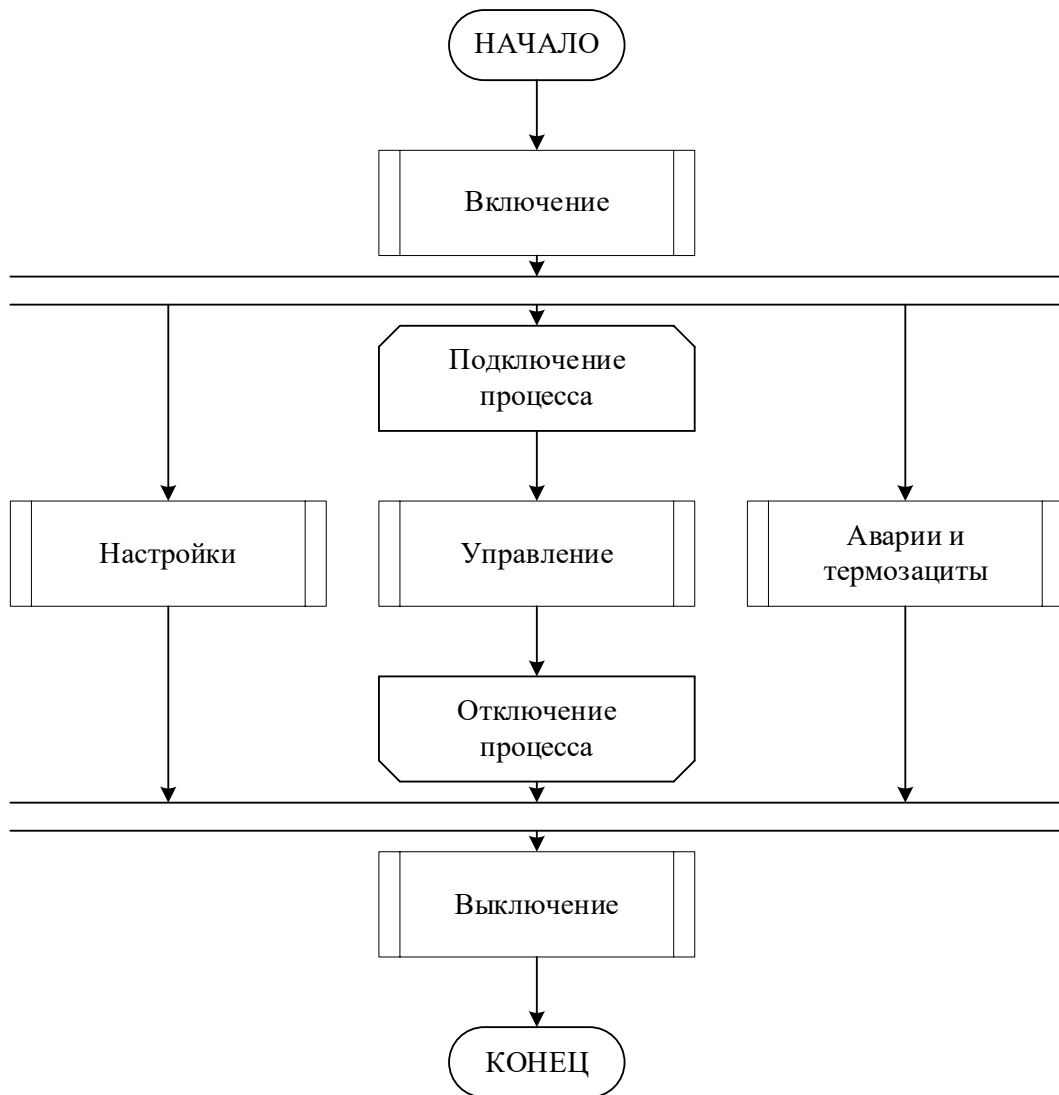 НАЧАЛО
Включение
Подключение
процесса
Настройки
Управление
Аварии и
термозациты
Отключение
процесса
Выключение
КОНЕЦ